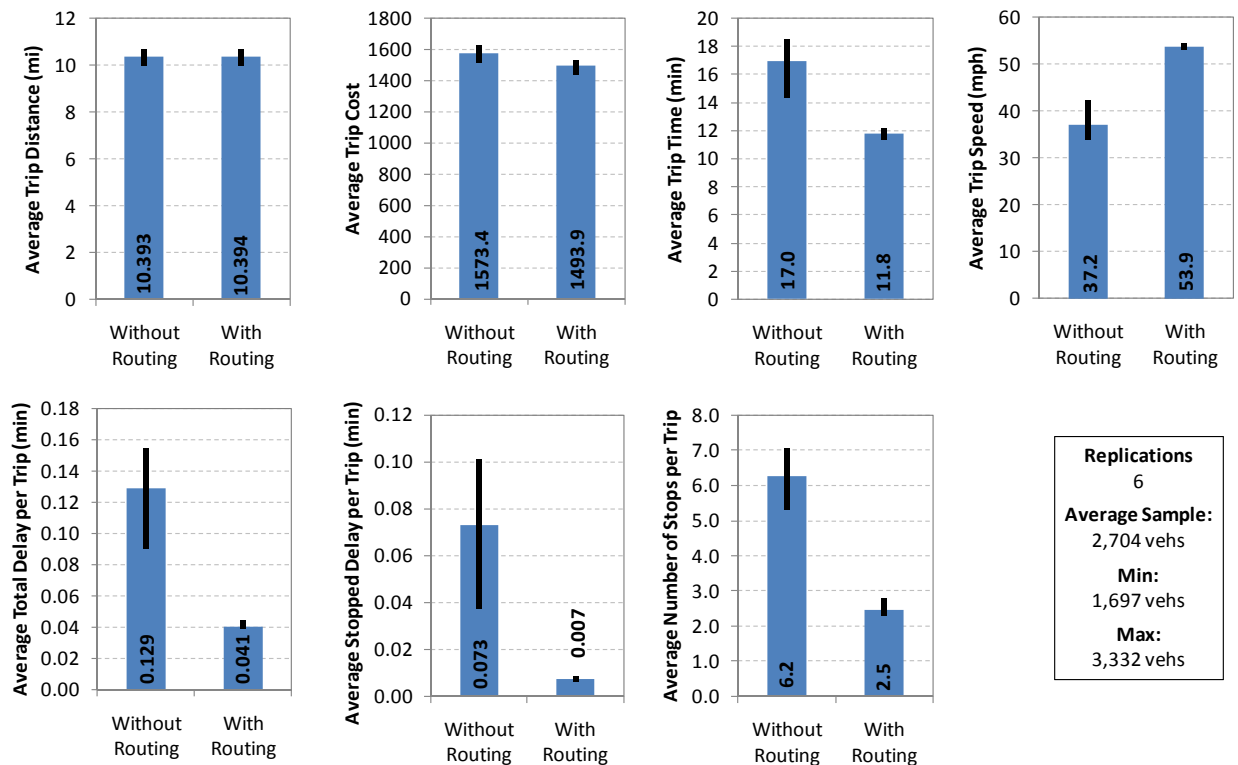 Average Trip Distance (mi)
12
10
8
6
4
2
0
10.393
10.394
Without
Routing
With
Routing
Average Trip Cost
1800
1600
1400
1200
1000
800
600
400
200
0
1573.4
1493.9
Without
Routing
With
Routing
Average Trip Time (min)
20
18
16
14
12
10
8
6
4
2
0
17.0
11.8
Without
Routing
With
Routing
Average Trip Speed (mph)
60
50
40
30
20
10
0
37.2
53.9
Without
Routing
With
Routing
Average Total Delay per Trip (min)
0.18
0.16
0.14
0.12
0.10
0.08
0.06
0.04
0.02
0.00
0.129
0.041
Without
Routing
With
Routing
Average Stopped Delay per Trip (min)
0.12
0.10
0.08
0.06
0.04
0.02
0.00
0.073
0.007
Without
Routing
With
Routing
Average Number of Stops per Trip
8.0
7.0
6.0
5.0
4.0
3.0
2.0
1.0
0.0
6.2
2.5
Without
Routing
With
Routing
Replications
6
Average Sample:
2,704 vehs
Min:
1,697 vehs
Max:
3,332 vehs